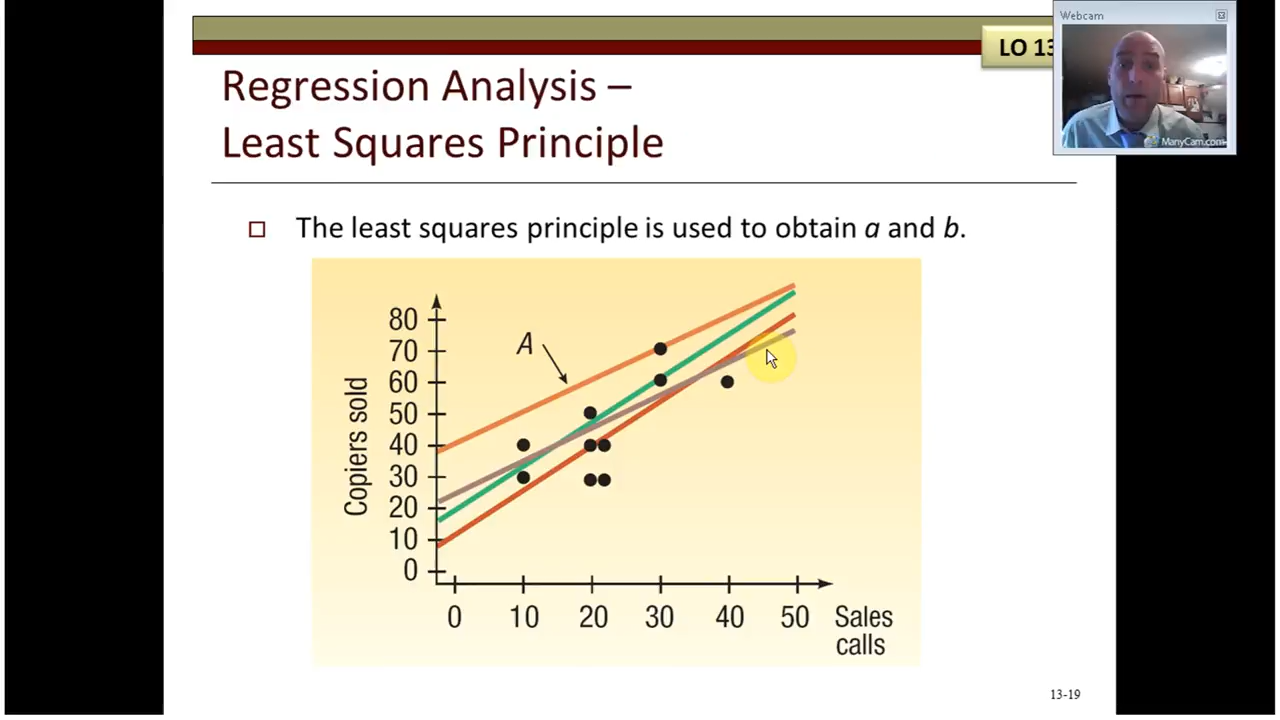 Webcam
LO 13
ManyCam.com
Regression Analysis –
Least Squares Principle
The least squares principle is used to obtain a and b.
A
Copiers sold
80
70
60
50
40
30
20
10
0
0 10 20 30 40 50
Sales
calls
13-19